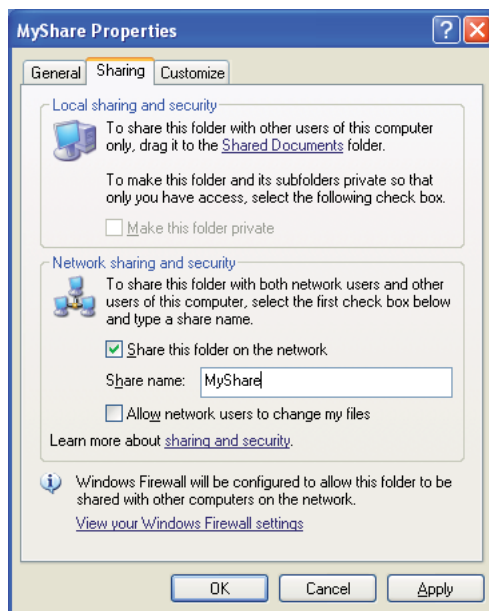 MyShare Properties
General Sharing Customize
Local sharing and security
To share this folder with other users of this computer
only, drag it to the Shared Documents folder.
To make this folder and its subfolders private so that
only you have access, select the following check box.
Make this folder private
Network sharing and security
To share this folder with both network users and other
users of this computer, select the first check box below
and type a share name.
Share this folder on the network
Share name: MyShare
Allow network users to change my files
Learn more about sharing and security.
Windows Firewall will be configured to allow this folder to be
shared with other computers on the network.
View your Windows Firewall settings
OK Cancel Apply